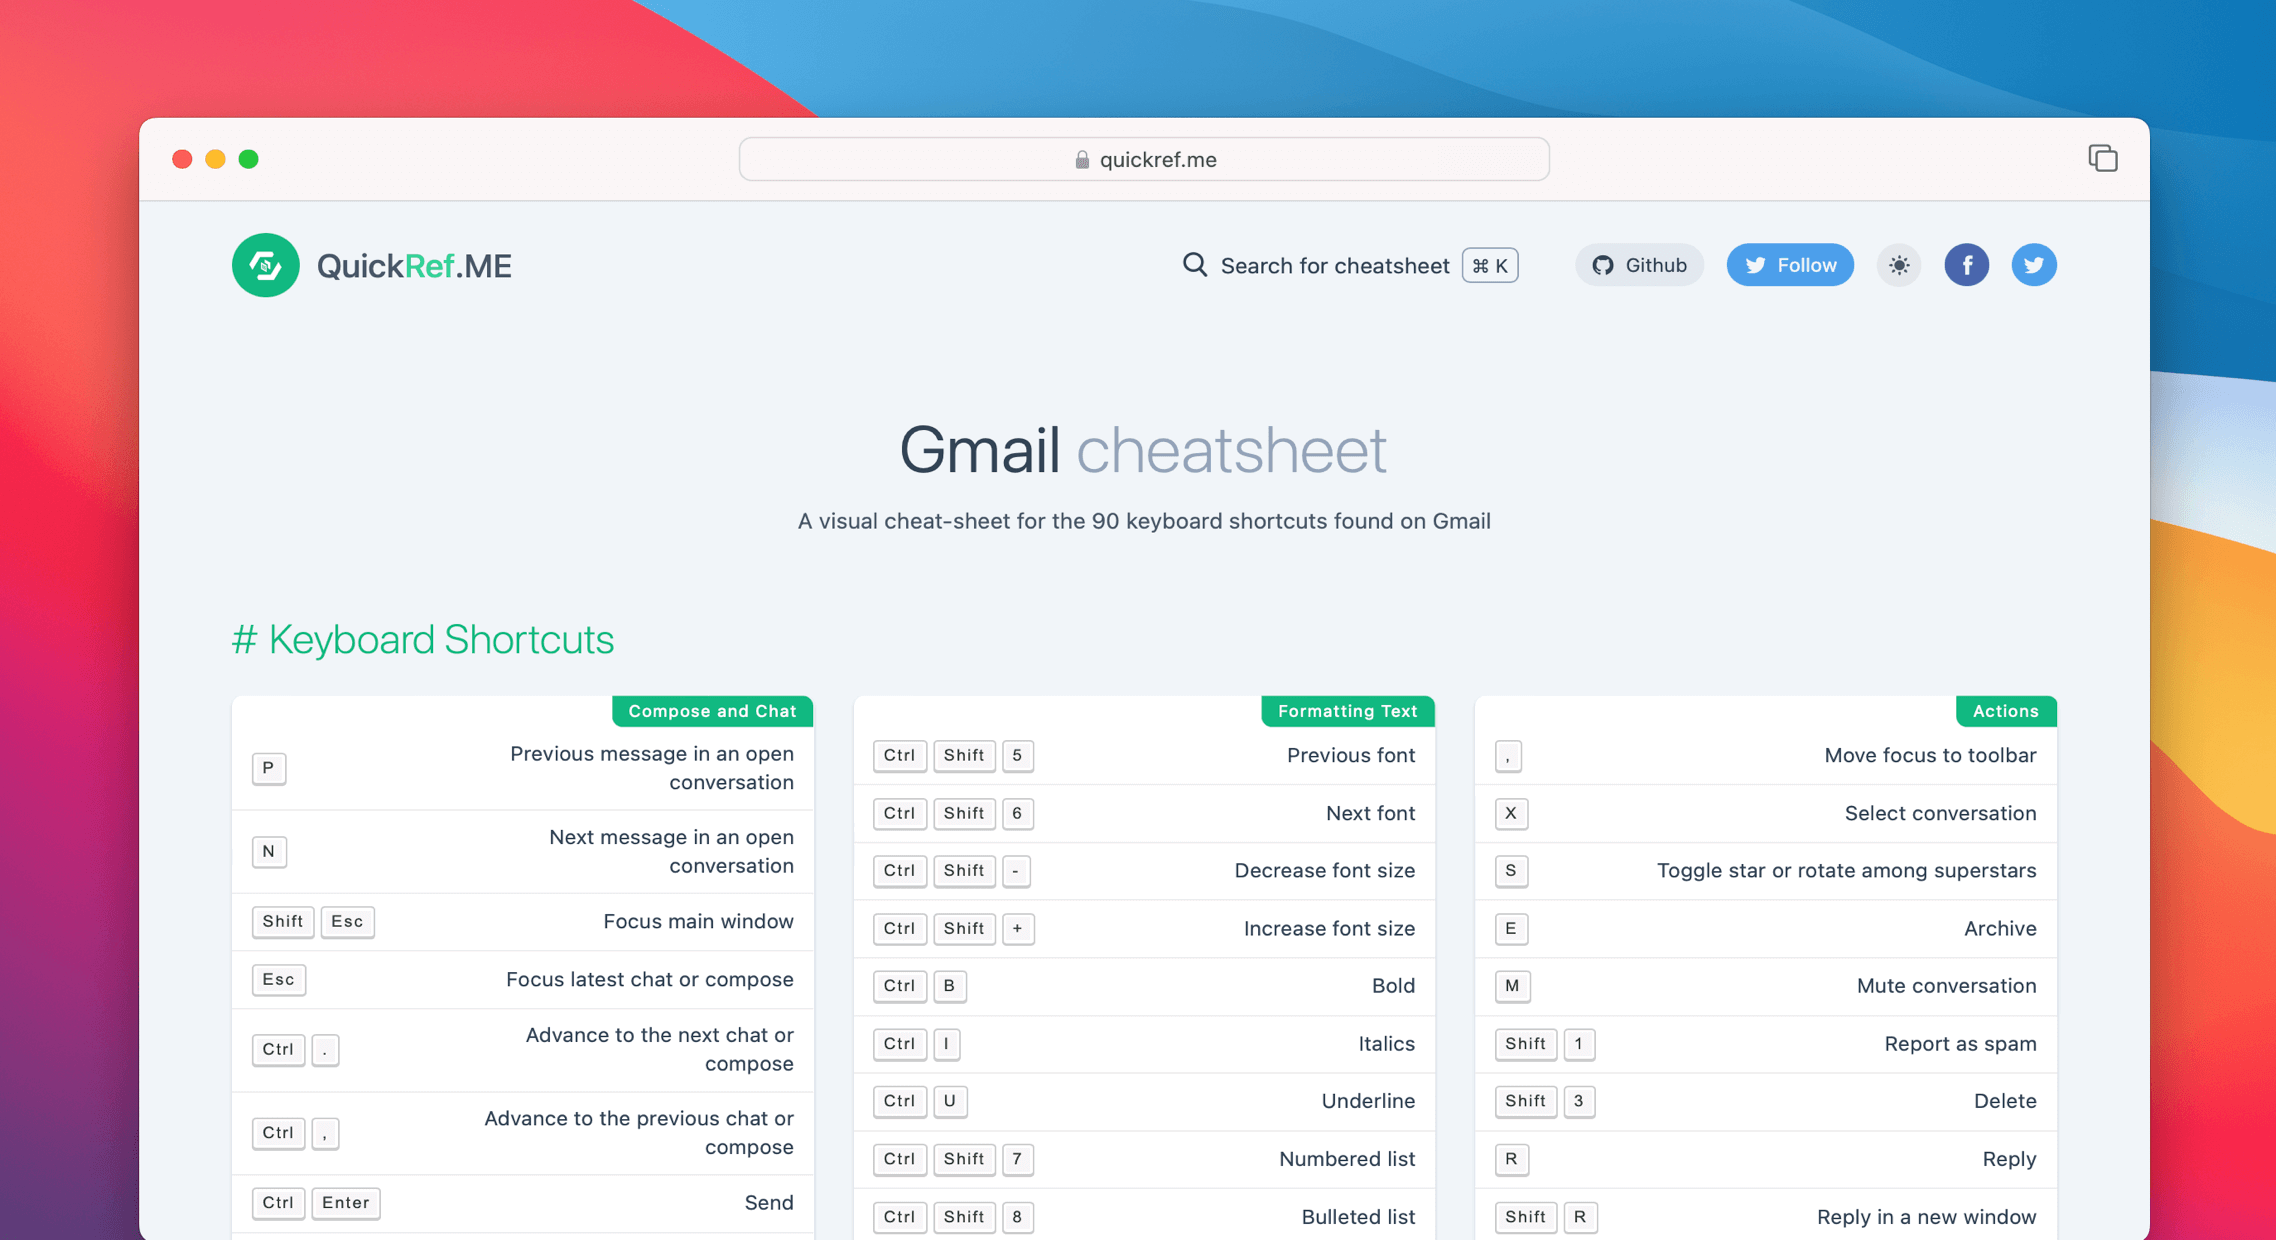 quickref.me
QuickRef.ME
Search for cheatsheet ⌘ K
Github
Follow
Gmail cheatsheet
A visual cheat-sheet for the 90 keyboard shortcuts found on Gmail
# Keyboard Shortcuts
Compose and Chat
P Previous message in an open
conversation
N Next message in an open
conversation
Shift Esc Focus main window
Esc Focus latest chat or compose
Ctrl . Advance to the next chat or
compose
Ctrl , Advance to the previous chat or
compose
Ctrl Enter Send
Formatting Text
Ctrl Shift 5 Previous font
Ctrl Shift 6 Next font
Ctrl Shift - Decrease font size
Ctrl Shift + Increase font size
Ctrl B Bold
Ctrl I Italics
Ctrl U Underline
Ctrl Shift 7 Numbered list
Ctrl Shift 8 Bulleted list
Actions
, Move focus to toolbar
X Select conversation
S Toggle star or rotate among superstars
E Archive
M Mute conversation
Shift 1 Report as spam
Shift 3 Delete
R Reply
Shift R Reply in a new window